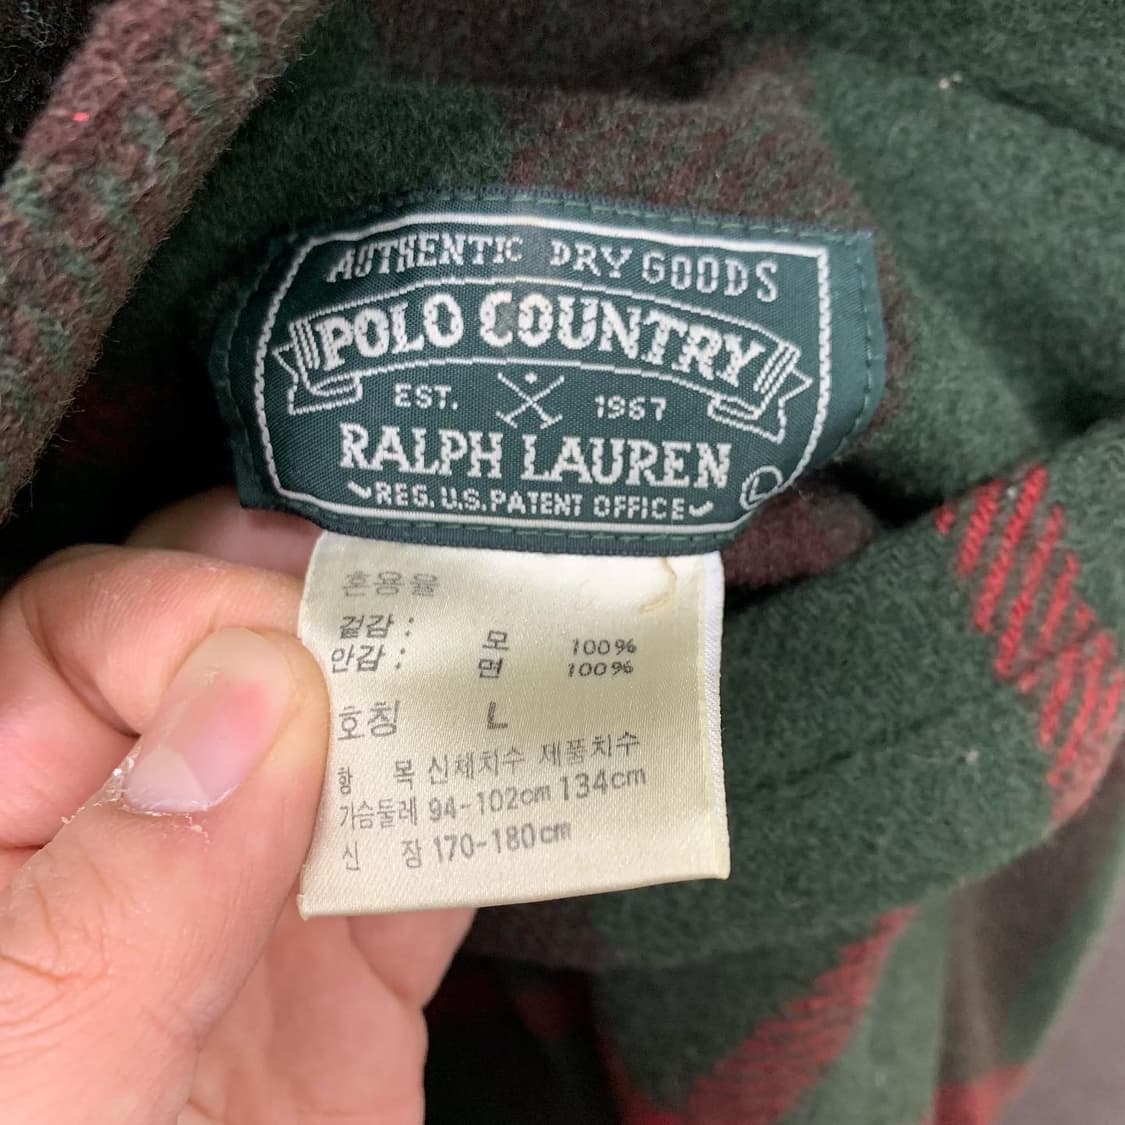 AUTHENTIC DRY GOODS
POLO COUNTRY
EST. 1967
RALPH LAUREN
REG. U.S. PATENT OFFICE
L
혼용율
겉감 : 모 100%
안감 : 면 100%
호칭 L
항 목 신체치수 제품치수
가슴둘레 94-102cm 134cm
신 장 170-180cm